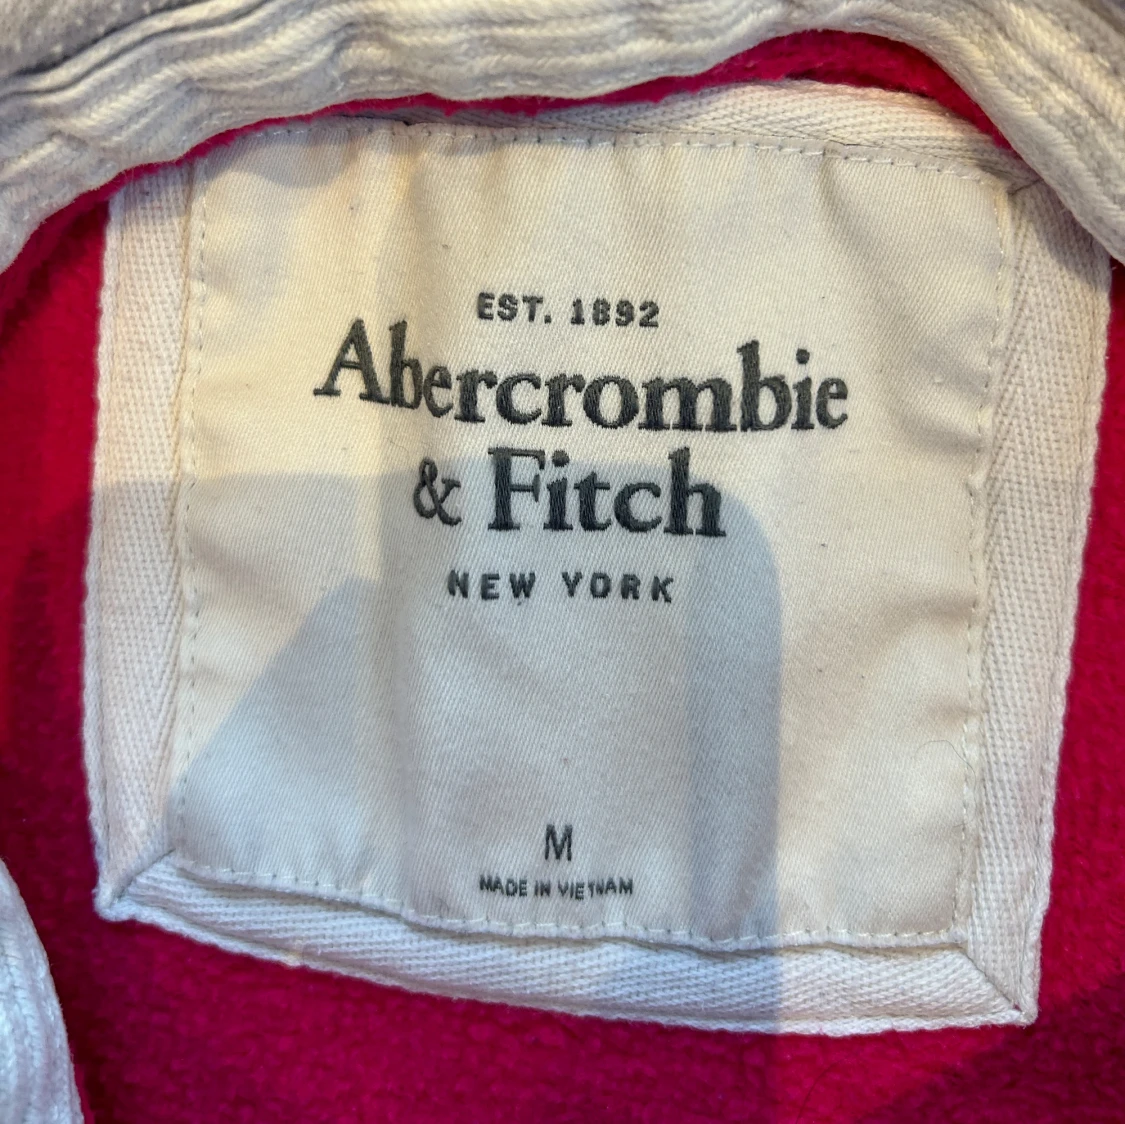 EST. 1892
Abercrombie
& Fitch
NEW YORK
M
MADE IN VIETNAM